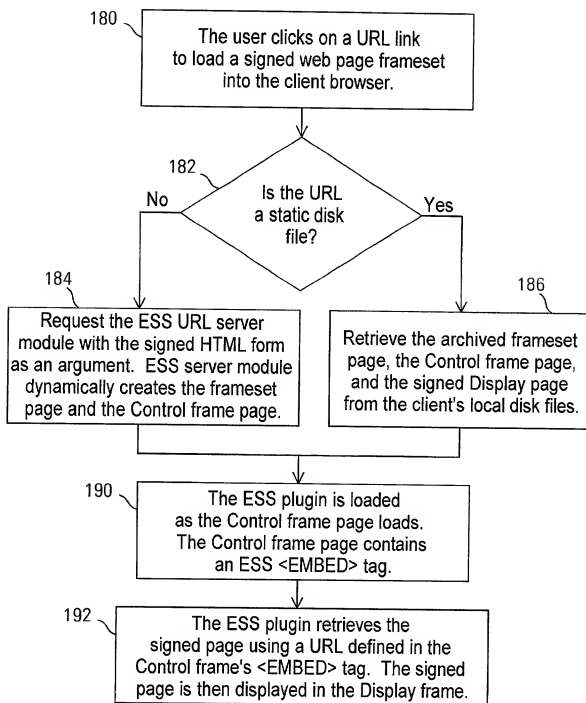 180
The user clicks on a URL link
to load a signed web page frameset
into the client browser.
182
Is the URL
a static disk
file?
No
Yes
184
Request the ESS URL server
module with the signed HTML form
as an argument. ESS server module
dynamically creates the frameset
page and the Control frame page.
186
Retrieve the archived frameset
page, the Control frame page,
and the signed Display page
from the client's local disk files.
190
The ESS plugin is loaded
as the Control frame page loads.
The Control frame page contains
an ESS <EMBED> tag.
192
The ESS plugin retrieves the
signed page using a URL defined in the
Control frame's <EMBED> tag. The signed
page is then displayed in the Display frame.